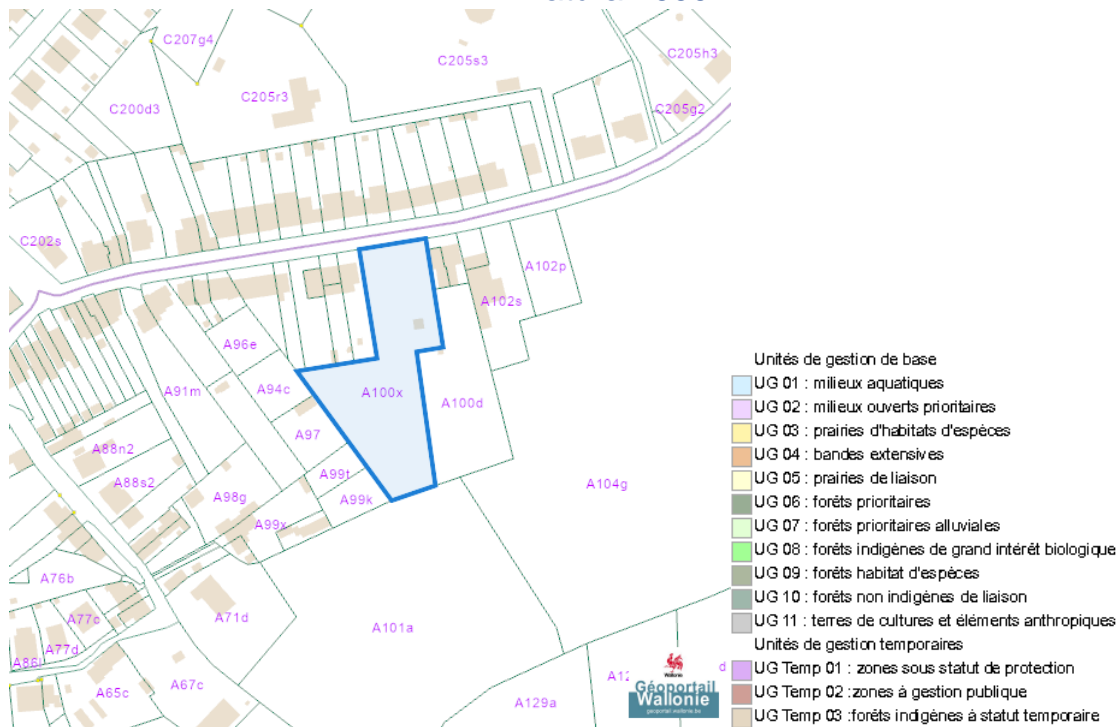 C207g4
C205s3
C205h3
C205r3
C200d3
C205g2
C202s
A102p
A102s
A96e
A91m
A94c
A100x
A100d
A97
A88n2
A99t
A88s2
A98g
A99k
A104g
A99x
A76b
A77c
A71d
A101a
A77d
A86l
A65c
A67c
A129a
A12
d
Wallonie
Géoportail
Wallonie
geoportail.wallonie.be
Unités de gestion de base
UG 01 : milieux aquatiques
UG 02 : milieux ouverts prioritaires
UG 03 : prairies d'habitats d'espèces
UG 04 : bandes extensives
UG 05 : prairies de liaison
UG 06 : forêts prioritaires
UG 07 : forêts prioritaires alluviales
UG 08 : forêts indigènes de grand intérêt biologique
UG 09 : forêts habitat d'espèces
UG 10 : forêts non indigènes de liaison
UG 11 : terres de cultures et éléments anthropiques
Unités de gestion temporaires
UG Temp 01 : zones sous statut de protection
UG Temp 02 :zones à gestion publique
UG Temp 03 :forêts indigènes à statut temporaire